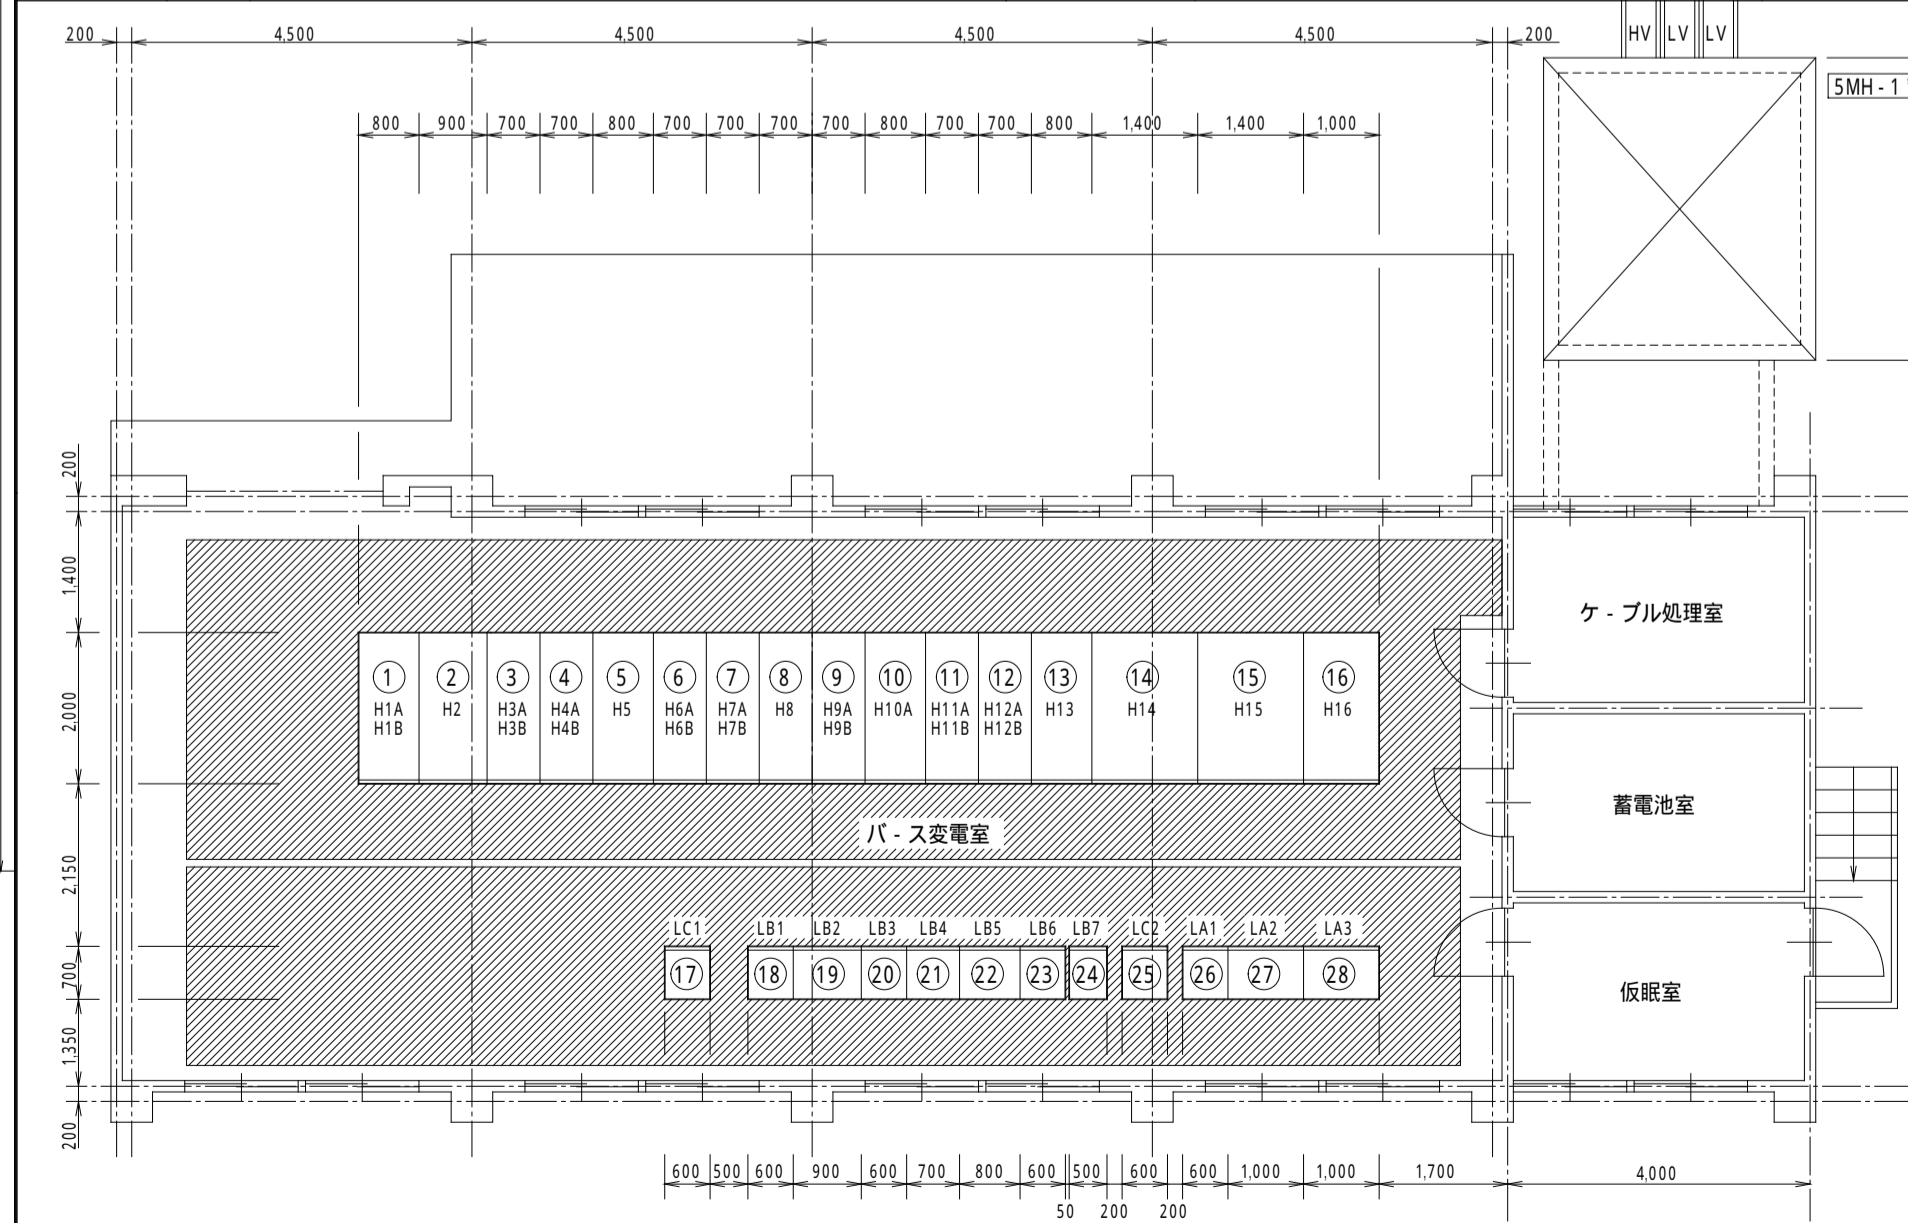 HV LV LV
200 4,500 4,500 4,500 4,500 200
5MH - 1
800 900 700 700 800 700 700 700 700 800 700 700 800 1,400 1,400 1,000
200
1,400
2,000
2,150
700
1,350
200
ケ - ブル処理室
1 2 3 4 5 6 7 8 9 10 11 12 13 14 15 16
H1A H2 H3A H4A H5 H6A H7A H8 H9A H10A H11A H12A H13 H14 H15 H16
H1B H3B H4B H6B H7B H9B H11B H12B
蓄電池室
バ - ス変電室
LC1 LB1 LB2 LB3 LB4 LB5 LB6 LB7 LC2 LA1 LA2 LA3
17 18 19 20 21 22 23 24 25 26 27 28
仮眠室
600 500 600 900 600 700 800 600 500 600 600 1,000 1,000 1,700 4,000
50 200 200